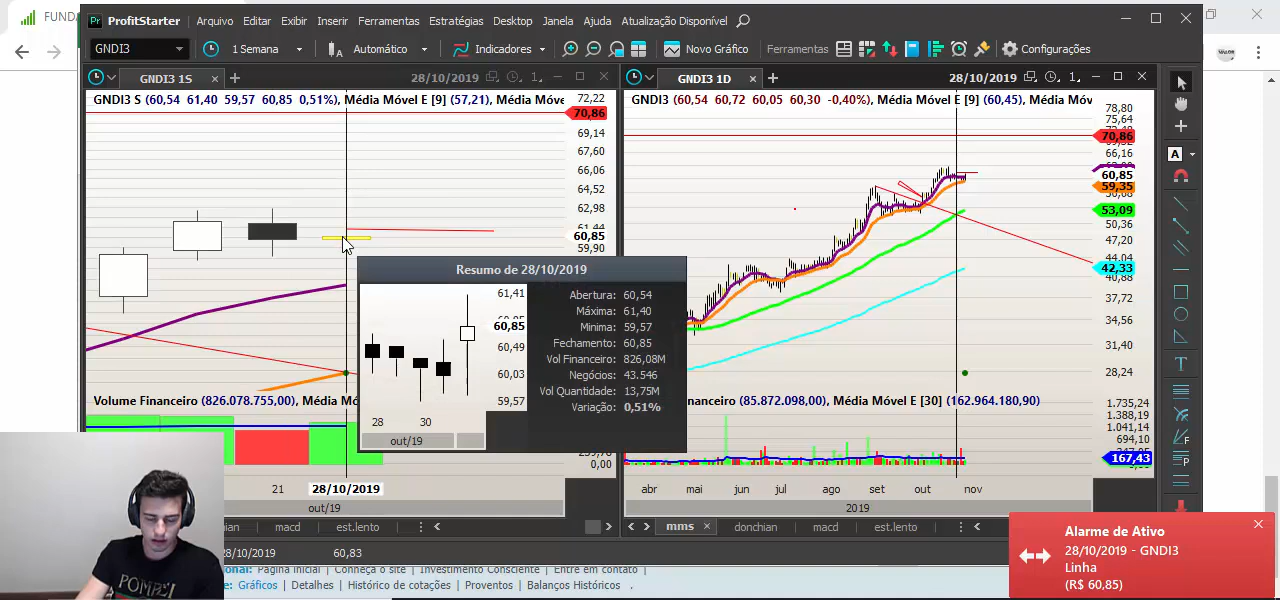 FUND
Pr ProfitStarter Arquivo Editar Exibir Inserir Ferramentas Estratégias Desktop Janela Ajuda Atualização Disponível
GNDI3 1 Semana Automático Indicadores Novo Gráfico Ferramentas Configurações
GNDI3 1S 28/10/2019 1
GNDI3 1D 28/10/2019 1
GNDI3 S (60,54 61,40 59,57 60,85 0,51%), Média Móvel E [9] (57,21), Média Móve
72,22
70,86
69,14
67,60
66,06
64,52
62,98
61,44
60,85
59,90
GNDI3 (60,54 60,72 60,05 60,30 -0,40%), Média Móvel E [9] (60,45), Média Mo
78,80
75,64
70,86
66,16
60,85
59,35
53,09
50,36
47,20
44,04
42,33
40,88
37,72
34,56
31,40
28,24
Resumo de 28/10/2019
61,41
60,85
60,49
60,03
59,57
28 30
out/19
Abertura: 60,54
Máxima: 61,40
Minima: 59,57
Fechamento: 60,85
Vol Financeiro: 826,08M
Negócios: 43.546
Vol Quantidade: 13,75M
Variação: 0,51%
Volume Financeiro (826.078.755,00), Média Mó
0,00
nanceiro (85.872.098,00), Média Móvel E [30] (162.964.180,90)
1.735,24
1.388,19
1.041,14
694,10
167,43
21 28/10/2019
out/19
abr mai jun jul ago set out nov
2019
hian macd est.lento
mms donchian macd est.lento
28/10/2019 60,83
A
T
F
P
Alarme de Ativo
28/10/2019 - GNDI3
Linha
(R$ 60,85)
POMPEI
ional: Página Inicial | Conheça o site | Investimento Consciente | Entre em contato |
e: Gráficos | Detalhes | Histórico de cotações | Proventos | Balanços Históricos